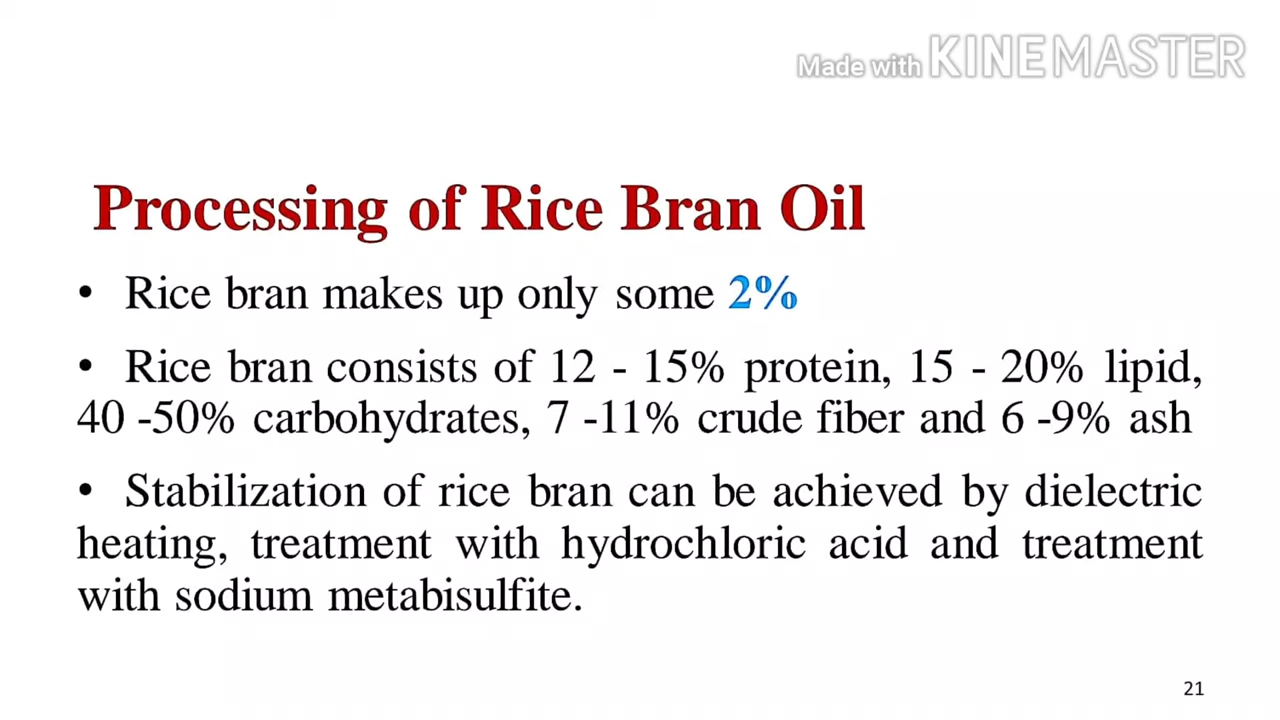 Made with KINEMASTER
Processing of Rice Bran Oil
• Rice bran makes up only some 2%
• Rice bran consists of 12 - 15% protein, 15 - 20% lipid,
40 -50% carbohydrates, 7 -11% crude fiber and 6 -9% ash
• Stabilization of rice bran can be achieved by dielectric
heating, treatment with hydrochloric acid and treatment
with sodium metabisulfite.
21